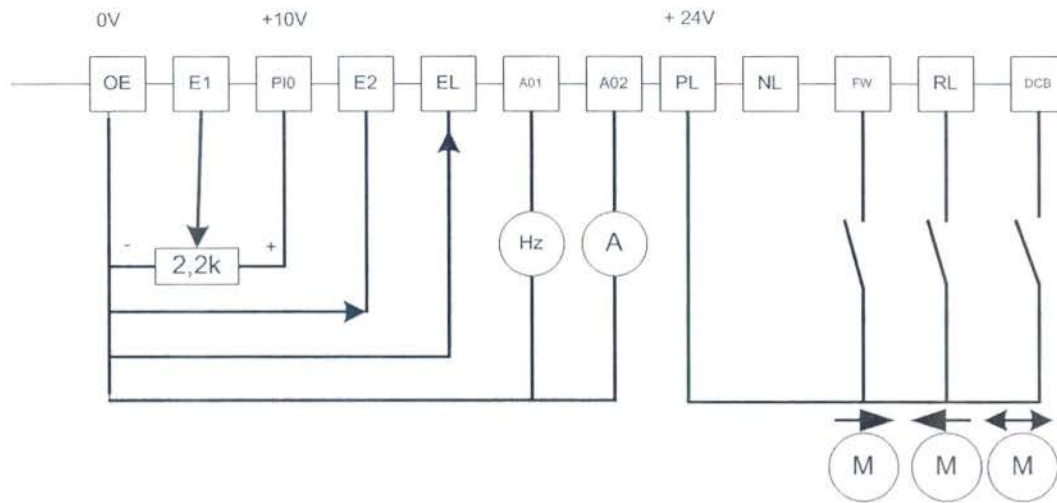 0V +10V + 24V
OE E1 PI0 E2 EL A01 A02 PL NL FW RL DCB
Hz A
- +
2,2k
M M M